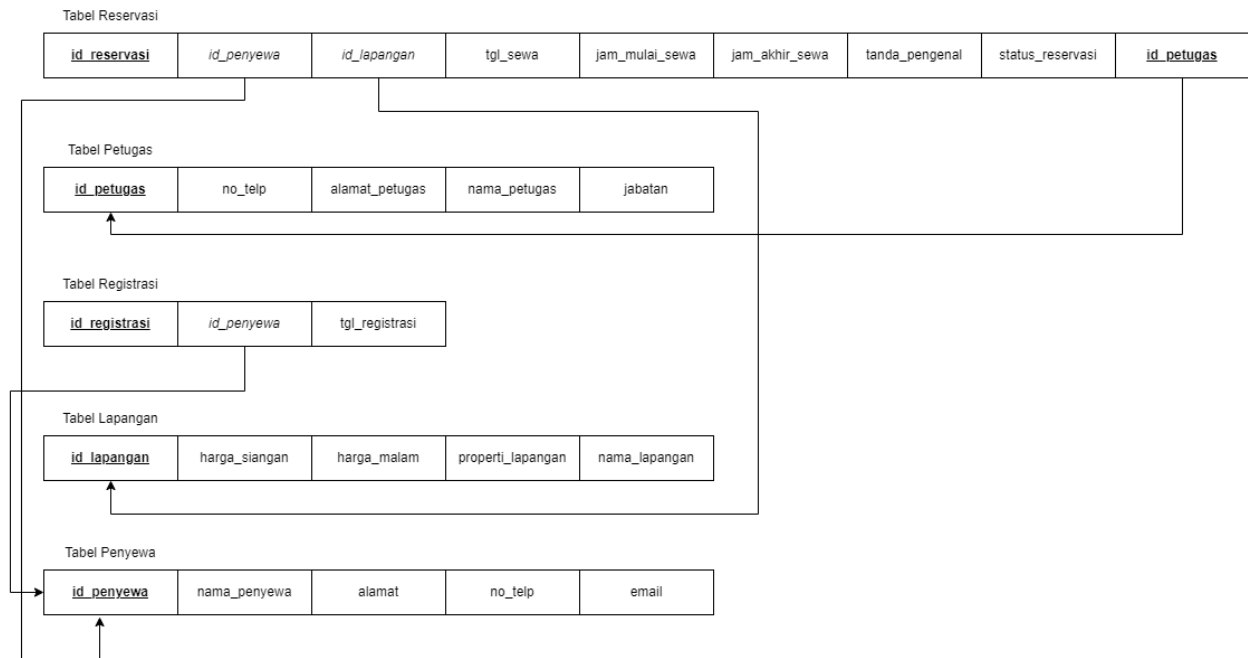 Tabel Reservasi
id_reservasi id_penyewa id_lapangan tgl_sewa jam_mulai_sewa jam_akhir_sewa tanda_pengenal status_reservasi id_petugas
Tabel Petugas
id_petugas no_telp alamat_petugas nama_petugas jabatan
Tabel Registrasi
id_registrasi id_penyewa tgl_registrasi
Tabel Lapangan
id_lapangan harga_siangan harga_malam properti_lapangan nama_lapangan
Tabel Penyewa
id_penyewa nama_penyewa alamat no_telp email